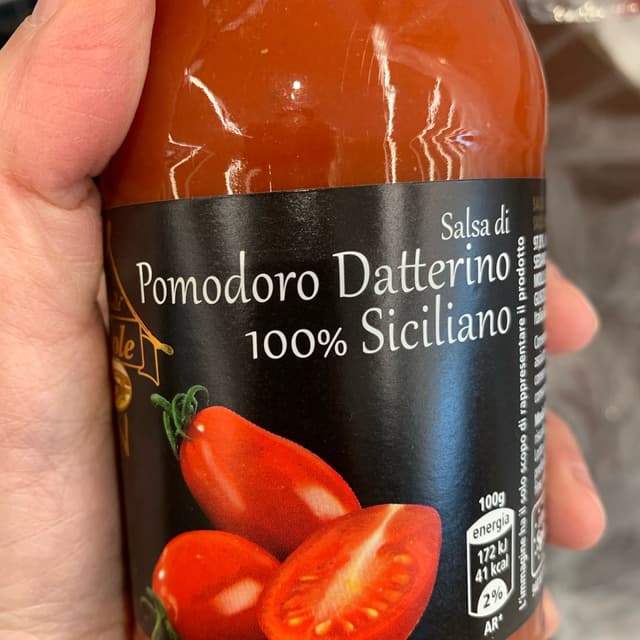 Salsa di
Pomodoro Datterino
100% Siciliano
100g
energia
172 kJ
41 kcal
2%
AR*
L'immagine ha il solo scopo di rappresentare il prodotto